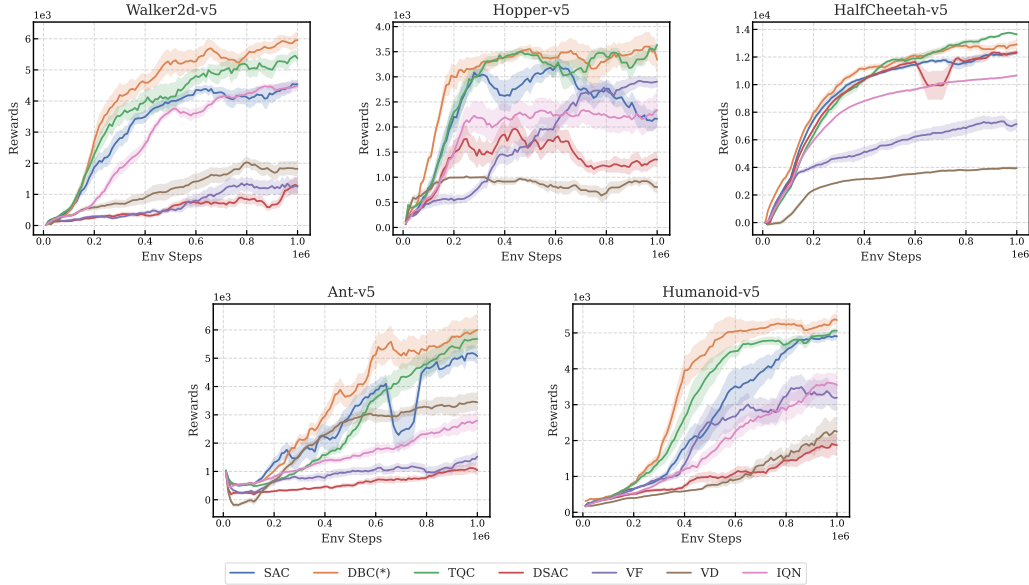 Walker2d-v5
1e3
6
5
4
3
2
1
0
Rewards
0.0 0.2 0.4 0.6 0.8 1.0
Env Steps
1e6
Hopper-v5
1e3
4.0
3.5
3.0
2.5
2.0
1.5
1.0
0.5
0.0
Rewards
0.0 0.2 0.4 0.6 0.8 1.0
Env Steps
1e6
HalfCheetah-v5
1e4
1.4
1.2
1.0
0.8
0.6
0.4
0.2
0.0
Rewards
0.0 0.2 0.4 0.6 0.8 1.0
Env Steps
1e6
Ant-v5
1e3
6
5
4
3
2
1
0
Rewards
0.0 0.2 0.4 0.6 0.8 1.0
Env Steps
1e6
Humanoid-v5
1e3
5
4
3
2
1
0
Rewards
0.0 0.2 0.4 0.6 0.8 1.0
Env Steps
1e6
SAC DBC(*) TQC DSAC VF VD IQN